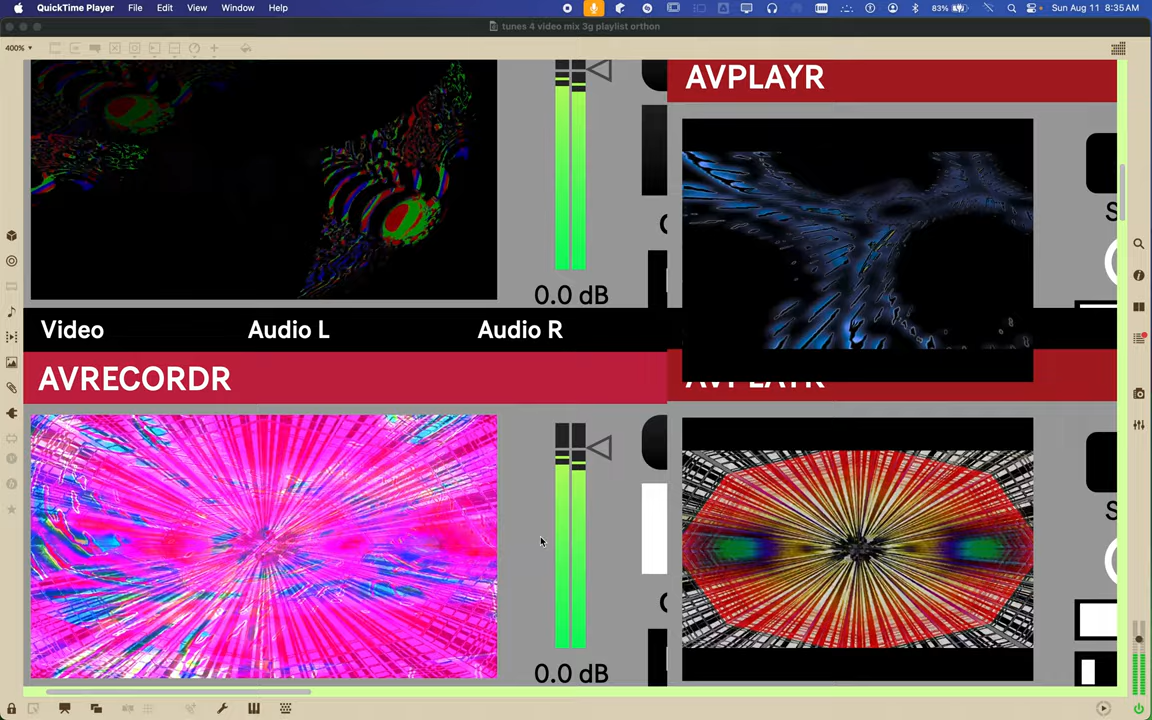 QuickTime Player File Edit View Window Help 83% Sun Aug 11 8:35 AM
tunes 4 video mix 3g playlist orthon
400%
AVPLAYR
0.0 dB
Video Audio L Audio R
AVRECORDR
AVPLAYR
0.0 dB